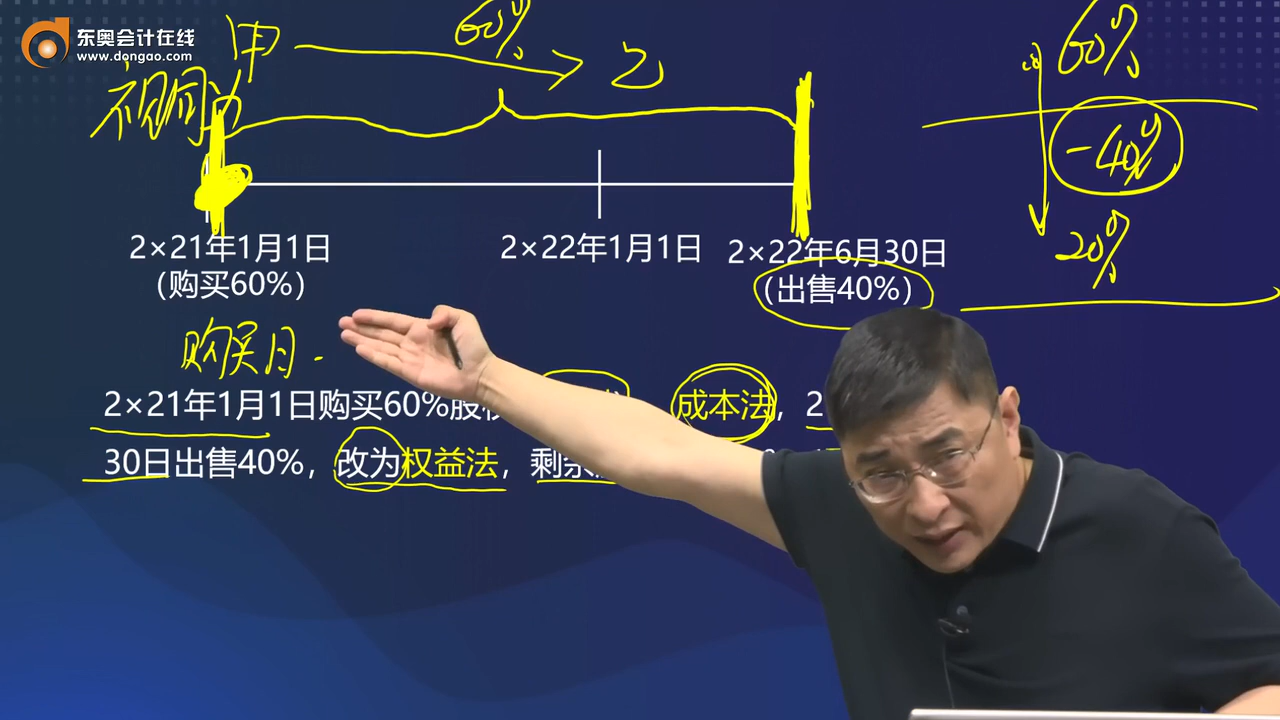 东奥会计在线
www.dongao.com
甲
60%
乙
60%
-40%
20%
2×21年1月1日
(购买60%)
2×22年1月1日
2×22年6月30日
(出售40%)
购买日
2×21年1月1日购买60%股
成本法，2
30日出售40%，改为权益法，剩余